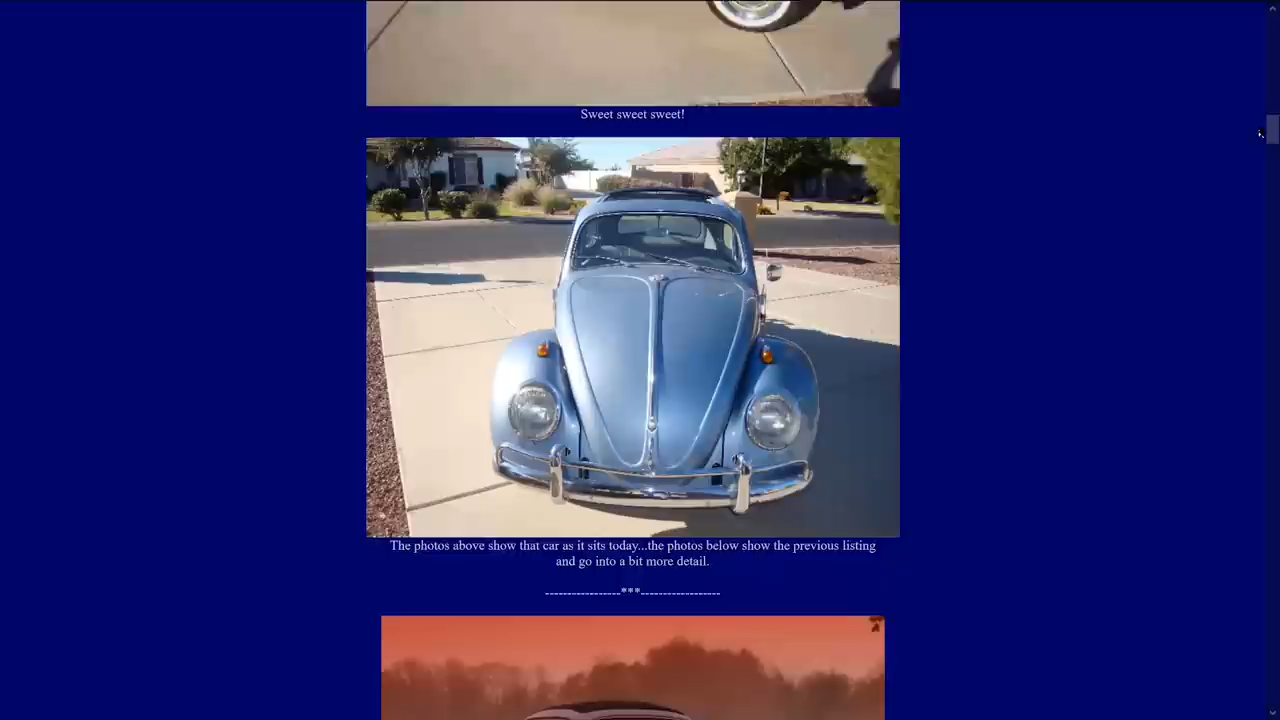 Sweet sweet sweet!
The photos above show that car as it sits today...the photos below show the previous listing
and go into a bit more detail.
-----------------***-----------------